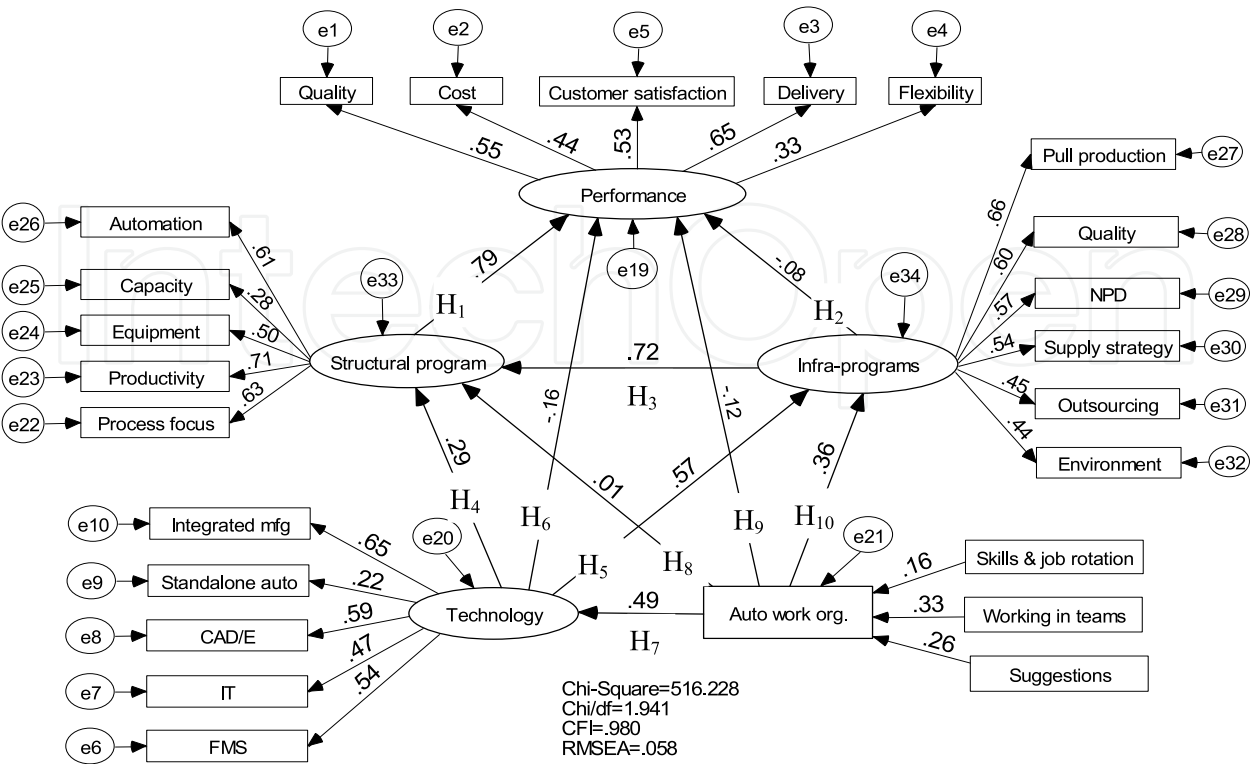 e1
e2
e5
e3
e4
Quality
Cost
Customer satisfaction
Delivery
Flexibility
.55
.44
.53
.65
.33
Performance
e19
e27
Pull production
e28
Quality
e29
NPD
e30
Supply strategy
e31
Outsourcing
e32
Environment
.66
.60
.57
.54
.45
.44
e26
Automation
e25
Capacity
e24
Equipment
e23
Productivity
e22
Process focus
.61
.28
.50
.71
.63
IntechOpen
e33
Structural program
e34
Infra-programs
.79
H1
-.08
H2
.72
H3
.29
H4
-.16
H6
.57
H5
.01
H8
-.12
H9
.36
H10
e10
Integrated mfg
e9
Standalone auto
e8
CAD/E
e7
IT
e6
FMS
.65
.22
.59
.47
.54
e20
Technology
.49
H7
e21
Auto work org.
.16
.33
.26
Skills & job rotation
Working in teams
Suggestions
Chi-Square=516.228
Chi/df=1.941
CFI=.980
RMSEA=.058